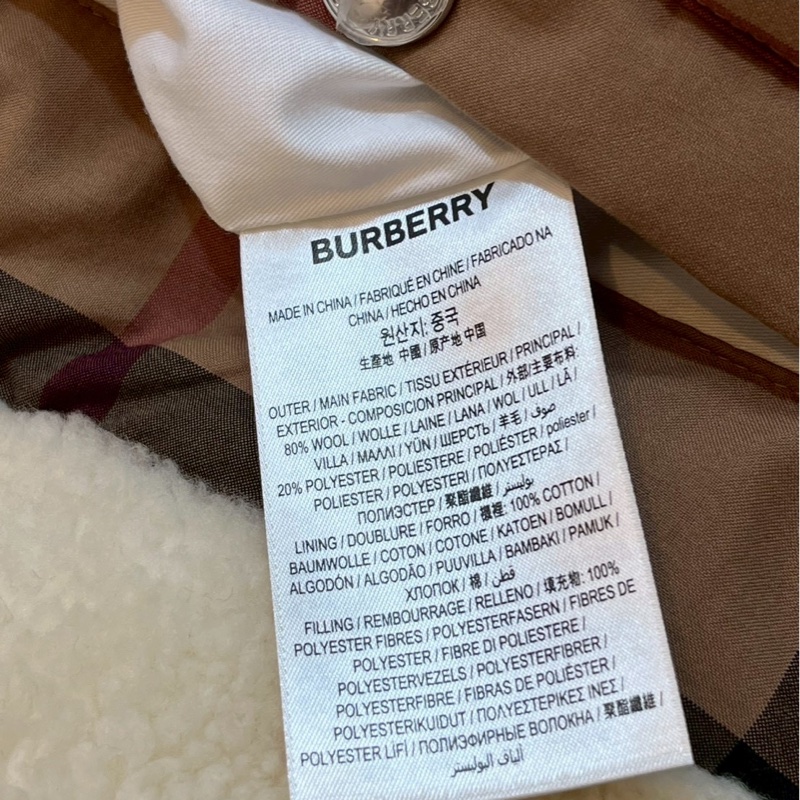 BURBERRY
MADE IN CHINA / FABRIQUÉ EN CHINE / FABRICADO NA
CHINA / HECHO EN CHINA
원산지: 중국
生產地 中國 / 原产地 中国
OUTER / MAIN FABRIC / TISSU EXTÉRIEUR / PRINCIPAL /
EXTERIOR - COMPOSICION PRINCIPAL / 外部/主要布料:
80% WOOL / WOLLE / LAINE / LANA / WOL / ULL / LÃ /
VILLA / ΜΑΛΛΙ / YÜN / ШЕРСТЬ / 羊毛 / صوف
20% POLYESTER / POLIESTERE / POLIÉSTER / poliester /
POLIESTER / POLYESTERI / ΠΟΛΥΕΣΤΕΡΑΣ /
ПОЛИЭСТЕР / 聚酯纖維 / بوليستر
LINING / DOUBLURE / FORRO / 機裡: 100% COTTON /
BAUMWOLLE / COTON / COTONE / KATOEN / BOMULL /
ALGODÓN / ALGODÃO / PUUVILLA / BAMBAKI / PAMUK /
ХЛОПОК / 棉 / قطن
FILLING / REMBOURRAGE / RELLENO / 填充物: 100%
POLYESTER FIBRES / POLYESTERFASERN / FIBRES DE
POLYESTER / FIBRE DI POLIESTERE /
POLYESTERVEZELS / POLYESTERFIBRER /
POLYESTERFIBRE / FIBRAS DE POLIÉSTER /
POLYESTERIKUIDUT / ΠΟΛΥΕΣΤΕΡΙΚΕΣ ΙΝΕΣ /
POLYESTER LİFİ / ПОЛИЭФИРНЫЕ ВОЛОКНА / 聚酯纖維 /
ألياف البوليستر